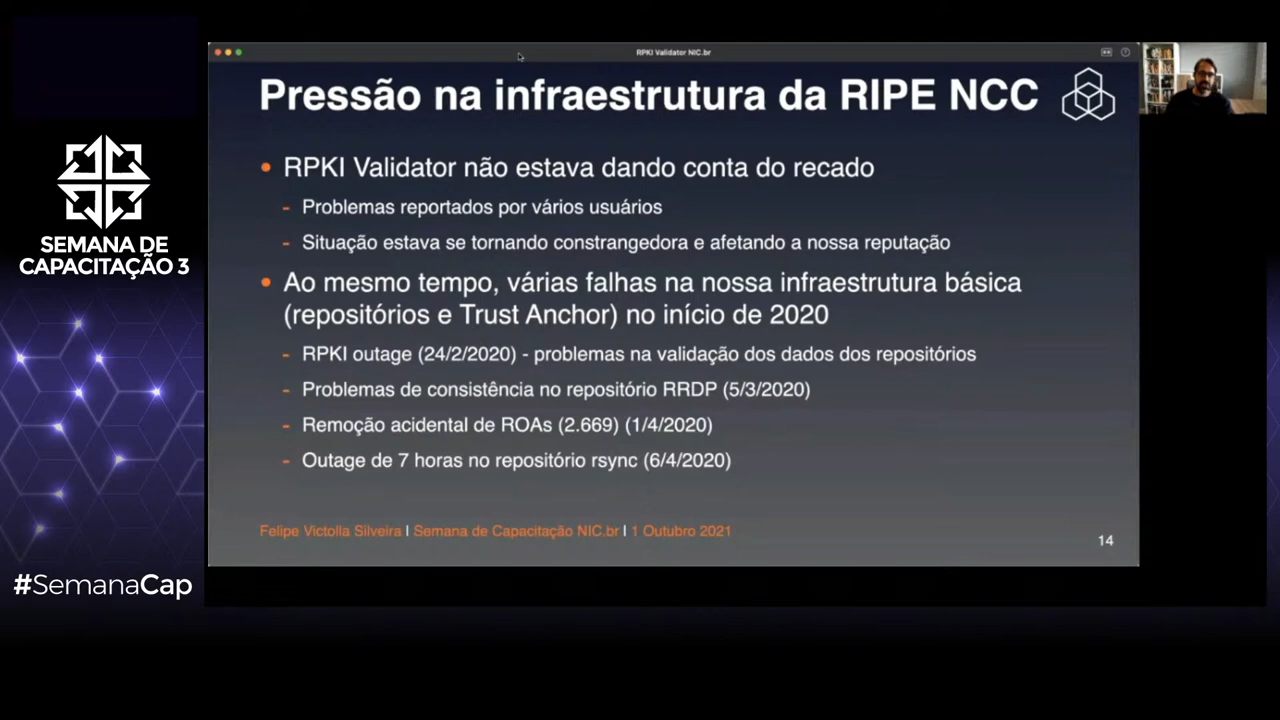 RPKI Validator NIC.br
Pressão na infraestrutura da RIPE NCC
• RPKI Validator não estava dando conta do recado
- Problemas reportados por vários usuários
- Situação estava se tornando constrangedora e afetando a nossa reputação
• Ao mesmo tempo, várias falhas na nossa infraestrutura básica
(repositórios e Trust Anchor) no início de 2020
- RPKI outage (24/2/2020) - problemas na validação dos dados dos repositórios
- Problemas de consistência no repositório RRDP (5/3/2020)
- Remoção acidental de ROAs (2.669) (1/4/2020)
- Outage de 7 horas no repositório rsync (6/4/2020)
Felipe Victolla Silveira | Semana de Capacitação NIC.br | 1 Outubro 2021
14
SEMANA DE
CAPACITAÇÃO 3
#SemanaCap